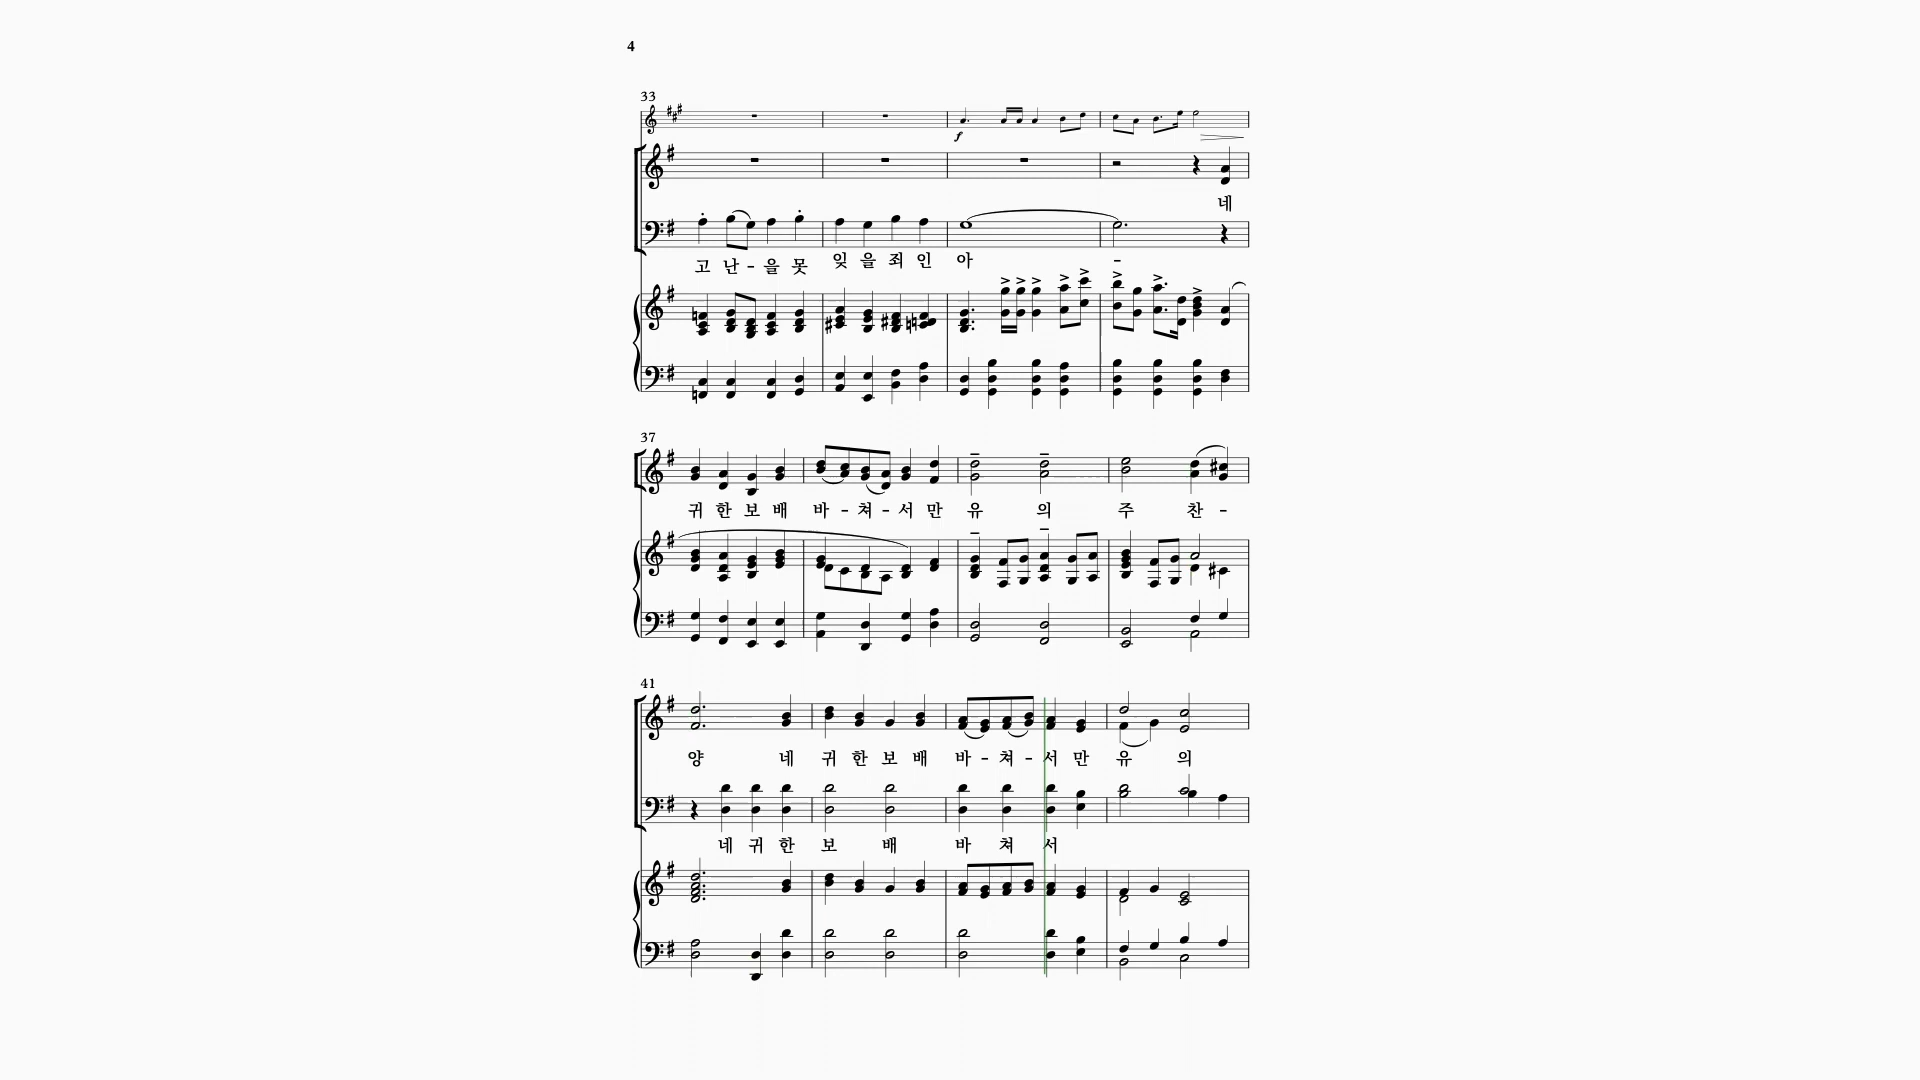 4
33
f
네
고 난 - 을 못 잊 을 죄 인 아 -
37
귀 한 보 배 바 - 쳐 - 서 만 유 의 주 찬 -
41
양 네 귀 한 보 배 바 - 쳐 - 서 만 유 의
네 귀 한 보 배 바 쳐 서